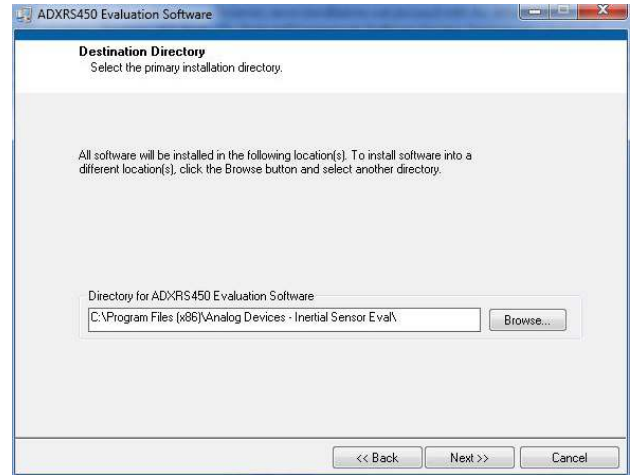 ADXRS450 Evaluation Software
Destination Directory
Select the primary installation directory.
All software will be installed in the following location(s). To install software into a
different location(s), click the Browse button and select another directory.
Directory for ADXRS450 Evaluation Software
C:\Program Files (x86)\Analog Devices - Inertial Sensor Eval\
Browse...
<< Back
Next >>
Cancel